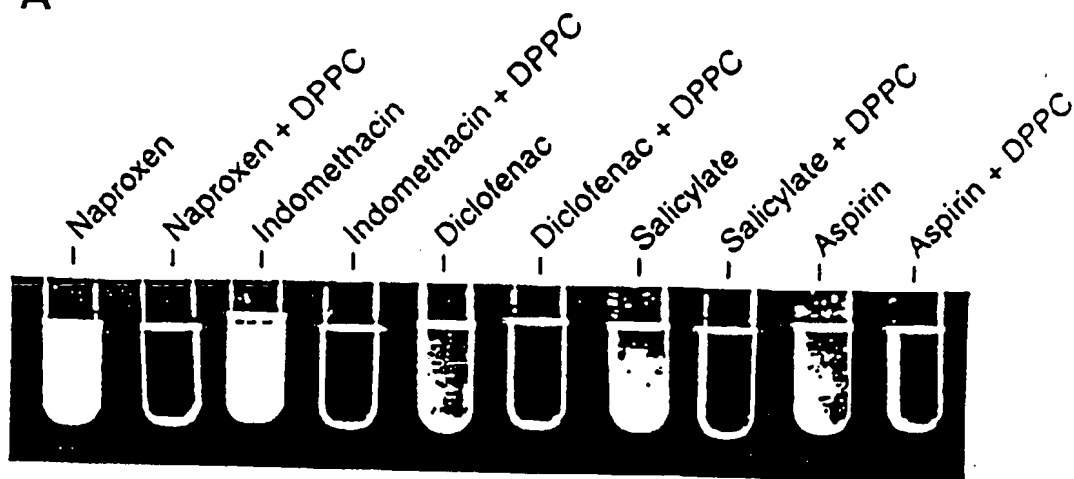 A
Naproxen
Naproxen + DPPC
Indomethacin
Indomethacin + DPPC
Diclofenac
Diclofenac + DPPC
Salicylate
Salicylate + DPPC
Aspirin
Aspirin + DPPC